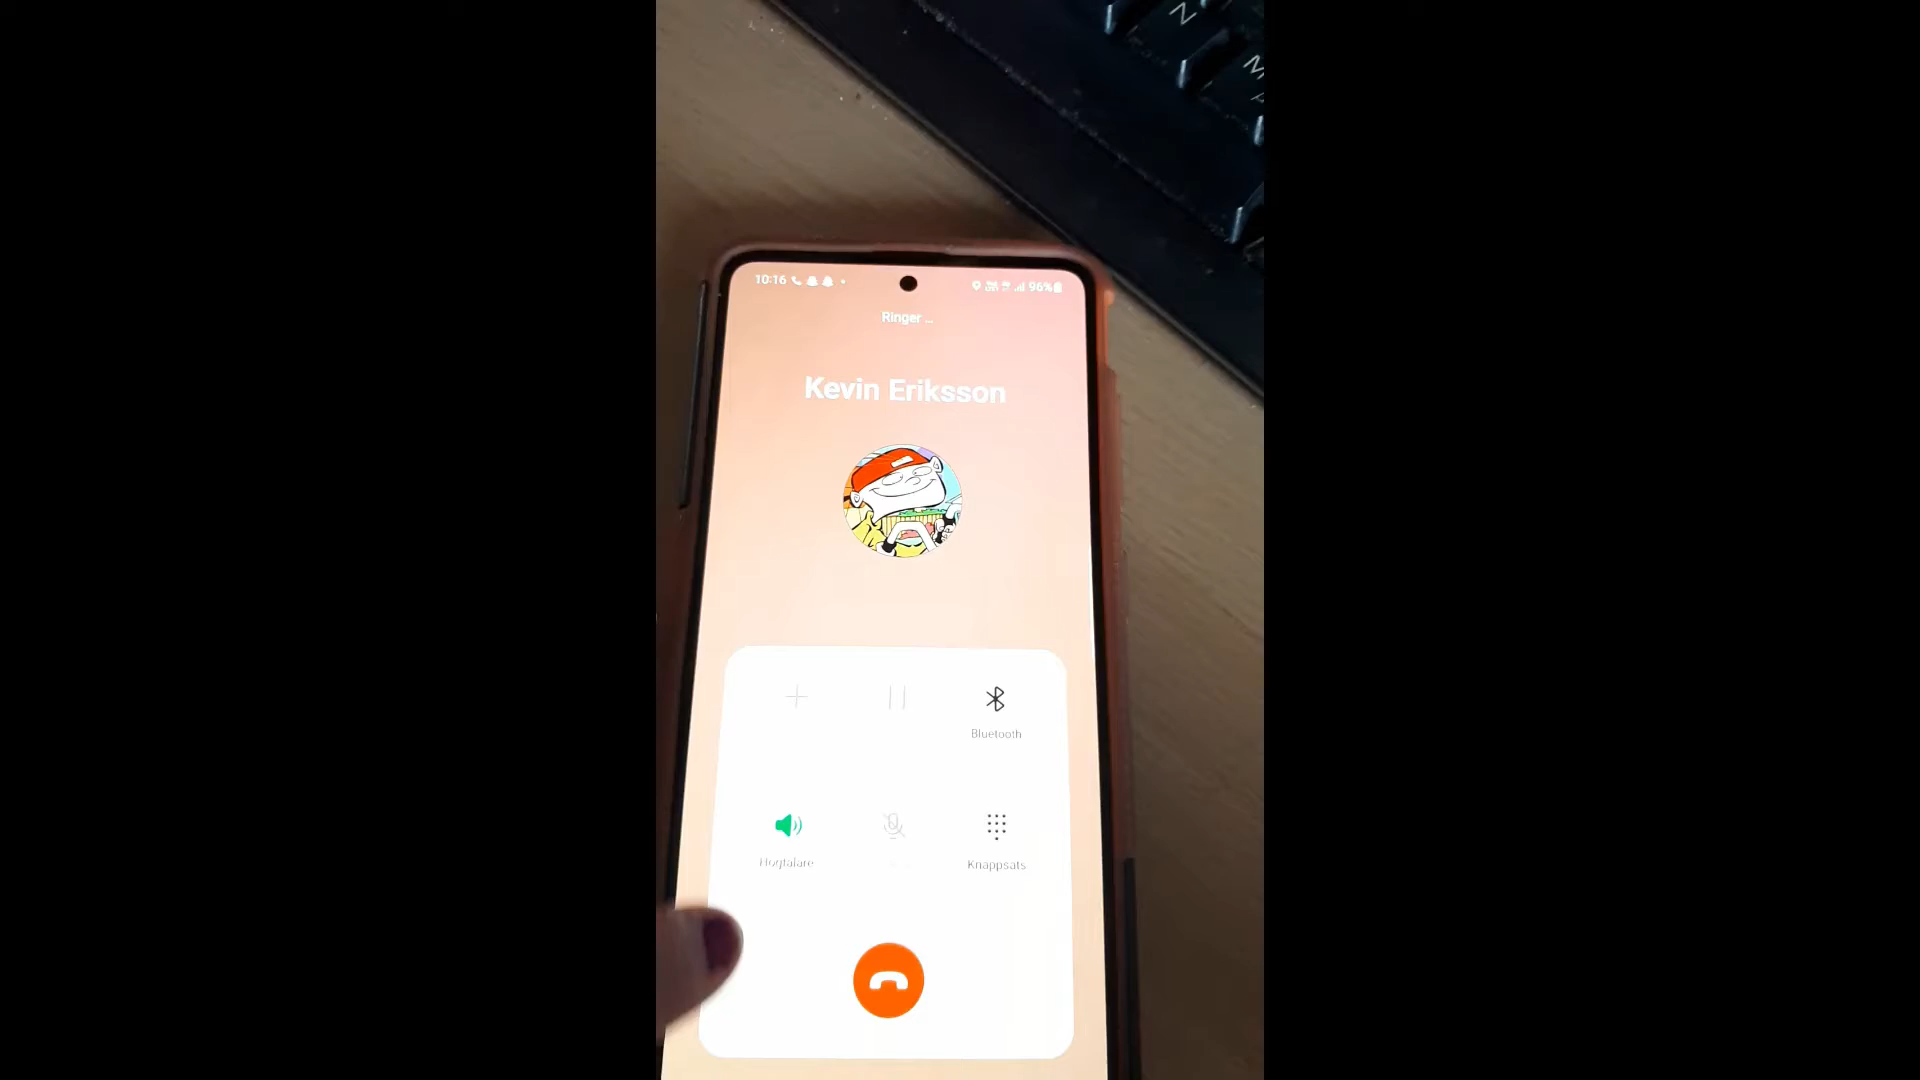 Z
M
10:16
96%
Ringer ...
Kevin Eriksson
Bluetooth
Högtalare
Knappsats